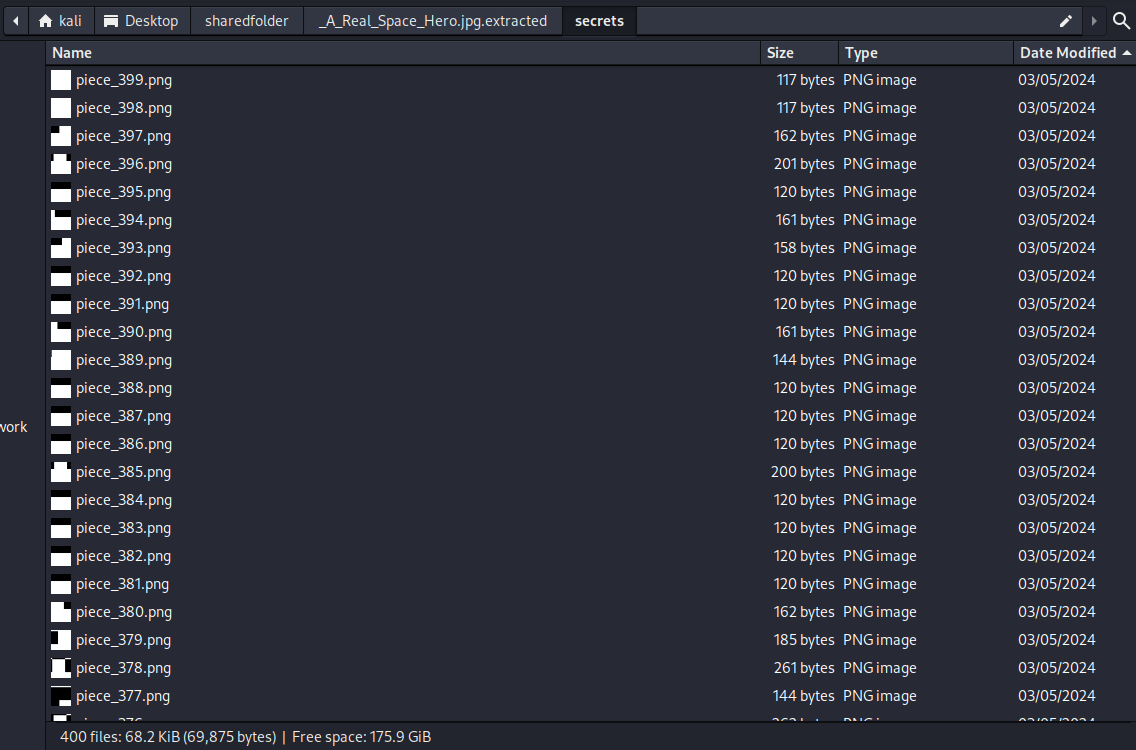 kali Desktop sharedfolder _A_Real_Space_Hero.jpg.extracted secrets
Name Size Type Date Modified
piece_399.png 117 bytes PNG image 03/05/2024
piece_398.png 117 bytes PNG image 03/05/2024
piece_397.png 162 bytes PNG image 03/05/2024
piece_396.png 201 bytes PNG image 03/05/2024
piece_395.png 120 bytes PNG image 03/05/2024
piece_394.png 161 bytes PNG image 03/05/2024
piece_393.png 158 bytes PNG image 03/05/2024
piece_392.png 120 bytes PNG image 03/05/2024
piece_391.png 120 bytes PNG image 03/05/2024
piece_390.png 161 bytes PNG image 03/05/2024
piece_389.png 144 bytes PNG image 03/05/2024
piece_388.png 120 bytes PNG image 03/05/2024
piece_387.png 120 bytes PNG image 03/05/2024
work piece_386.png 120 bytes PNG image 03/05/2024
piece_385.png 200 bytes PNG image 03/05/2024
piece_384.png 120 bytes PNG image 03/05/2024
piece_383.png 120 bytes PNG image 03/05/2024
piece_382.png 120 bytes PNG image 03/05/2024
piece_381.png 120 bytes PNG image 03/05/2024
piece_380.png 162 bytes PNG image 03/05/2024
piece_379.png 185 bytes PNG image 03/05/2024
piece_378.png 261 bytes PNG image 03/05/2024
piece_377.png 144 bytes PNG image 03/05/2024
400 files: 68.2 KiB (69,875 bytes) | Free space: 175.9 GiB